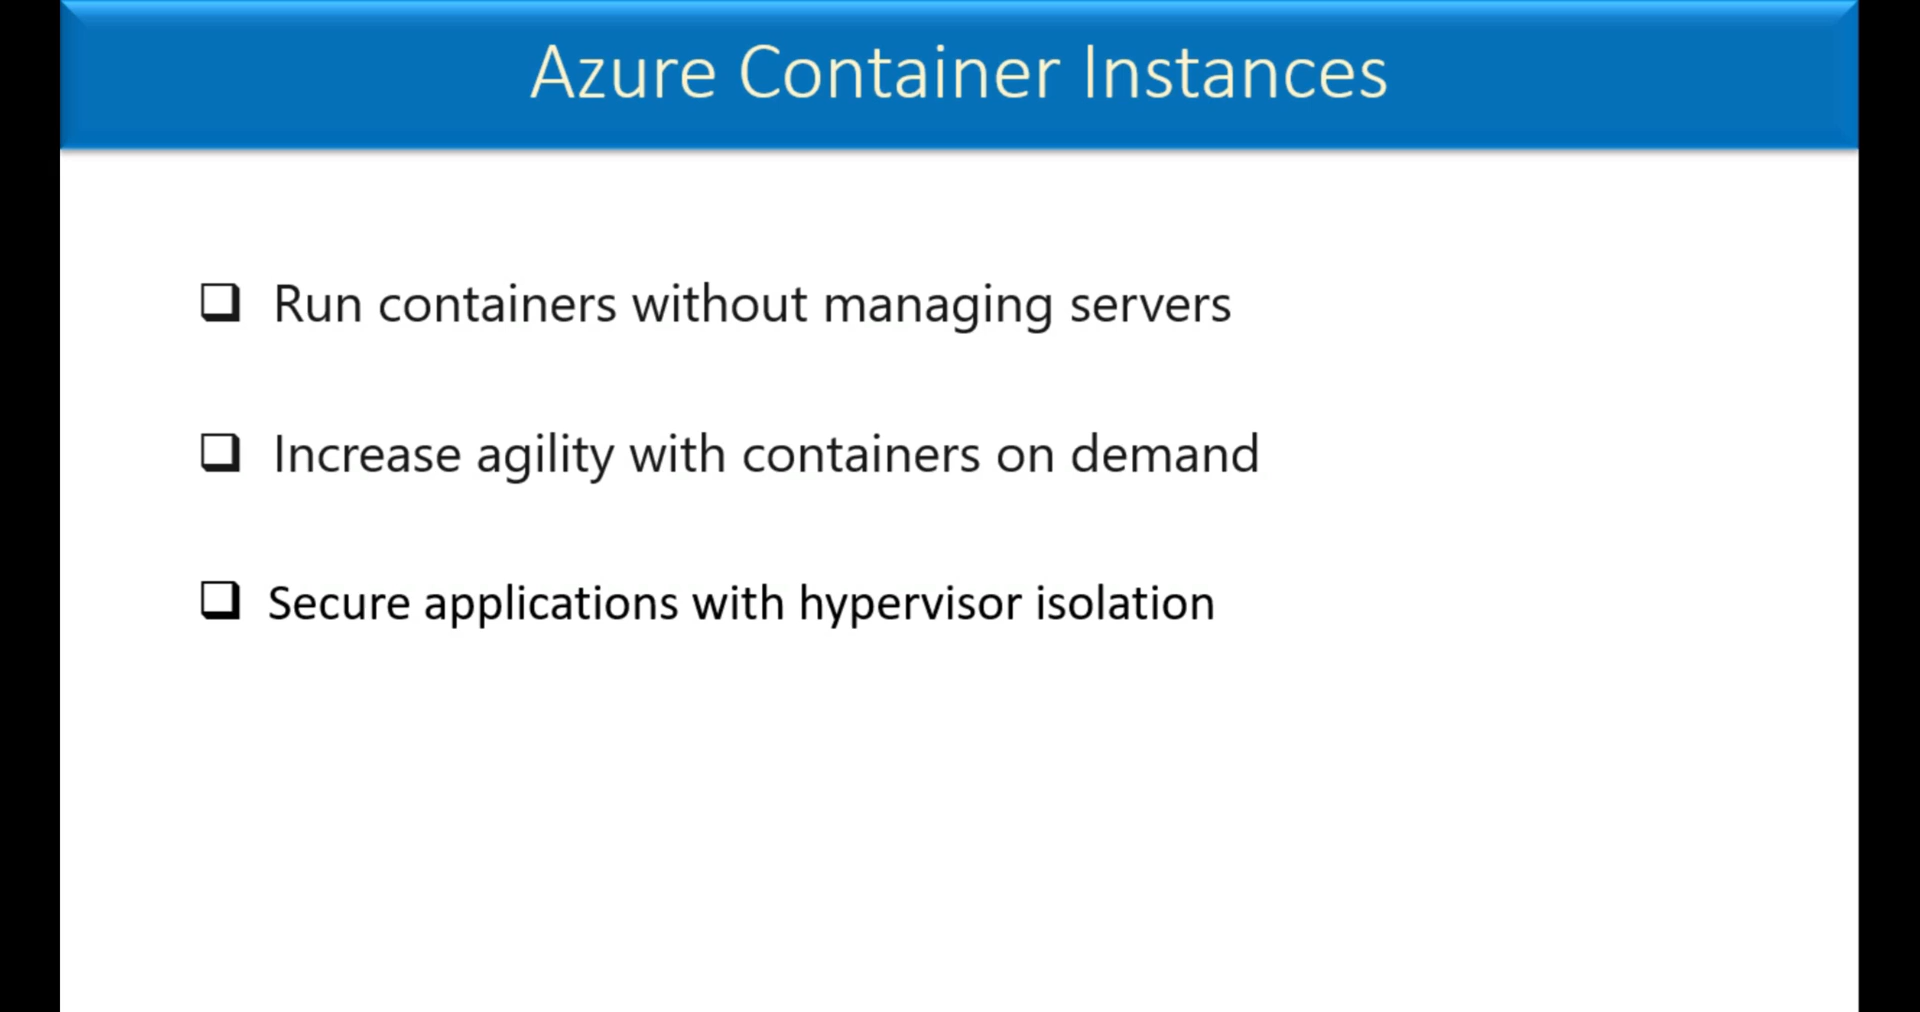 Azure Container Instances
❑ Run containers without managing servers
❑ Increase agility with containers on demand
❑ Secure applications with hypervisor isolation